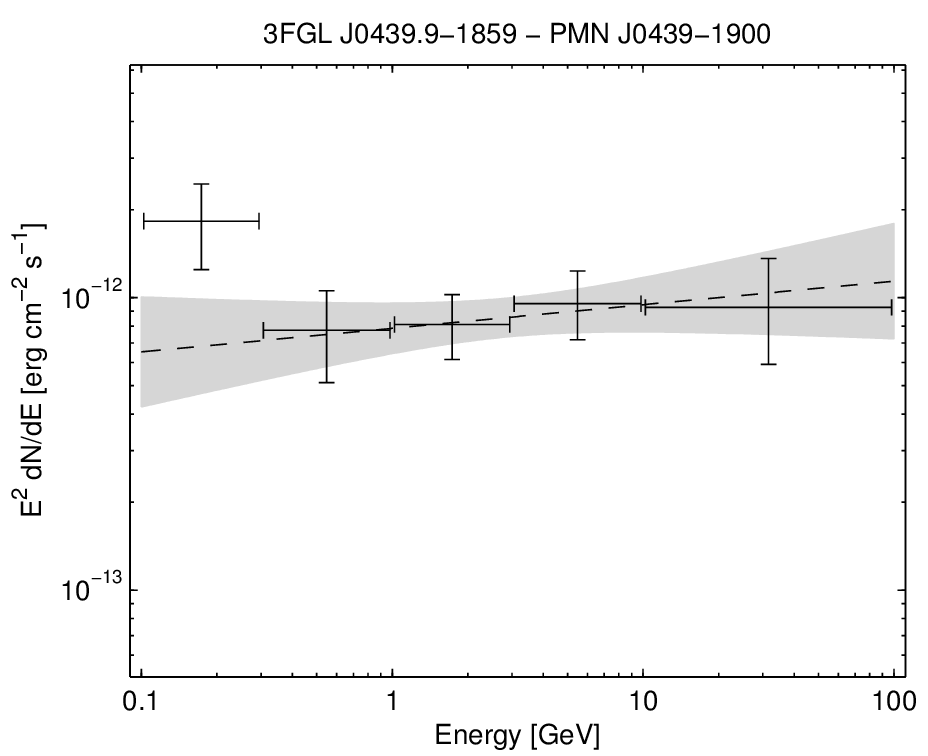 3FGL J0439.9−1859 − PMN J0439−1900
E² dN/dE [erg cm⁻² s⁻¹]
10⁻¹²
10⁻¹³
0.1 1 10 100
Energy [GeV]